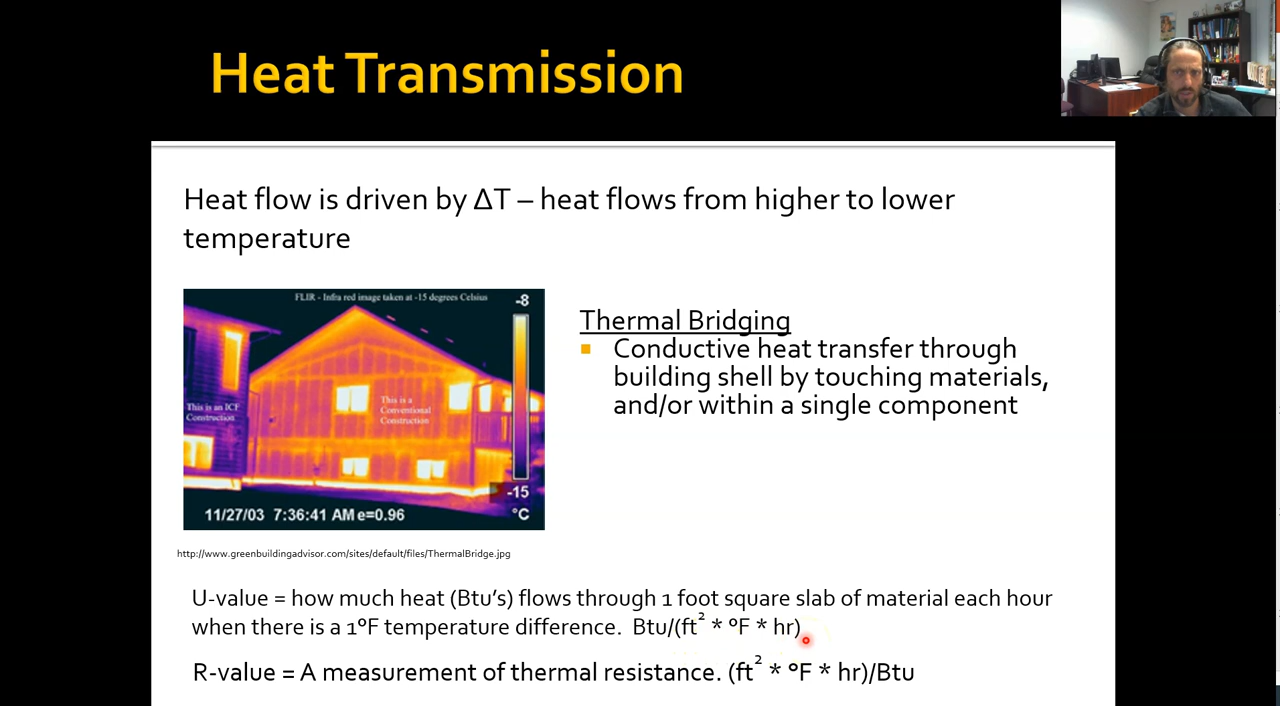 Heat Transmission
Heat flow is driven by ΔT – heat flows from higher to lower
temperature
FLIR - Infra red image taken at -15 degrees Celsius
-8
This is an ICF
Construction
This is a
Conventional
Construction
-15
°C
11/27/03 7:36:41 AM e=0.96
Thermal Bridging
Conductive heat transfer through
building shell by touching materials,
and/or within a single component
http://www.greenbuildingadvisor.com/sites/default/files/ThermalBridge.jpg
U-value = how much heat (Btu’s) flows through 1 foot square slab of material each hour
when there is a 1°F temperature difference. Btu/(ft² * °F * hr)
R-value = A measurement of thermal resistance. (ft² * °F * hr)/Btu